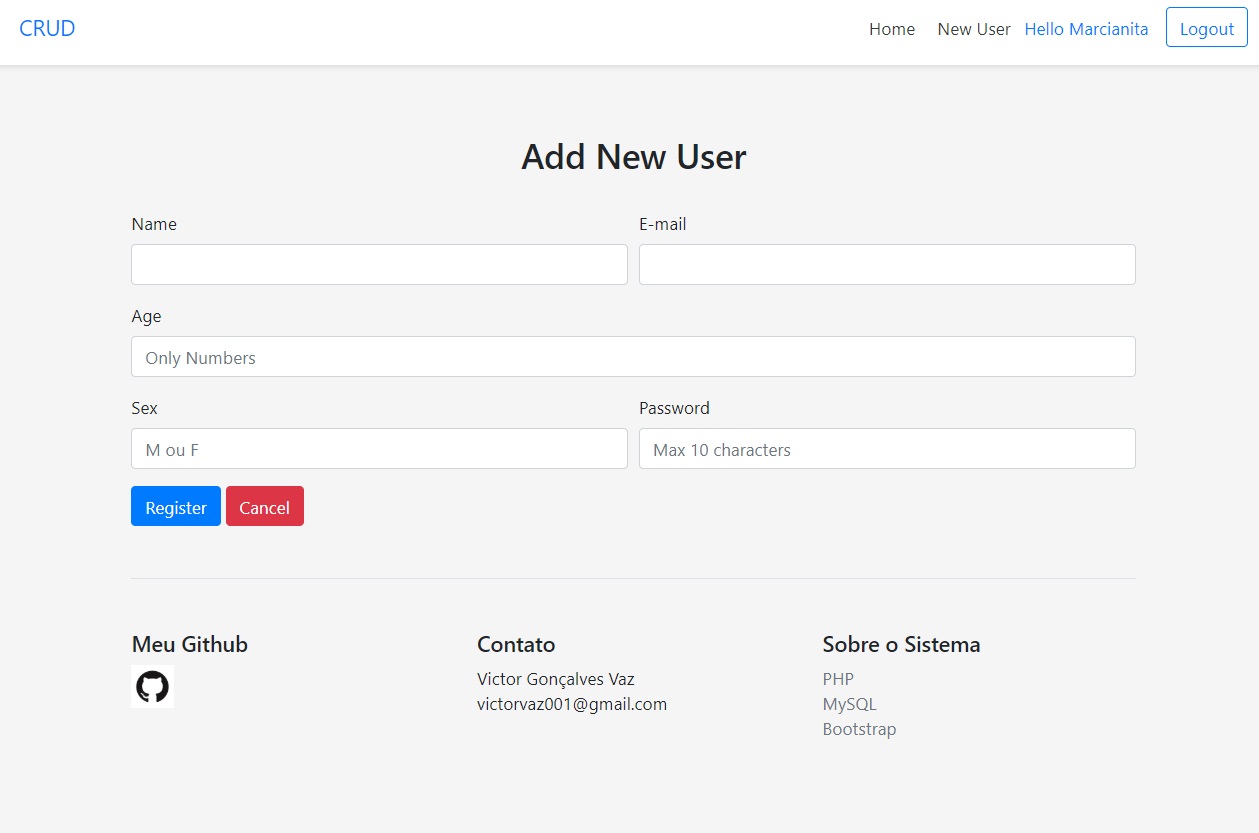 CRUD
Home New User Hello Marcianita Logout
Add New User
Name E-mail
Age
Only Numbers
Sex Password
M ou F Max 10 characters
Register Cancel
Meu Github
Contato
Victor Gonçalves Vaz
victorvaz001@gmail.com
Sobre o Sistema
PHP
MySQL
Bootstrap